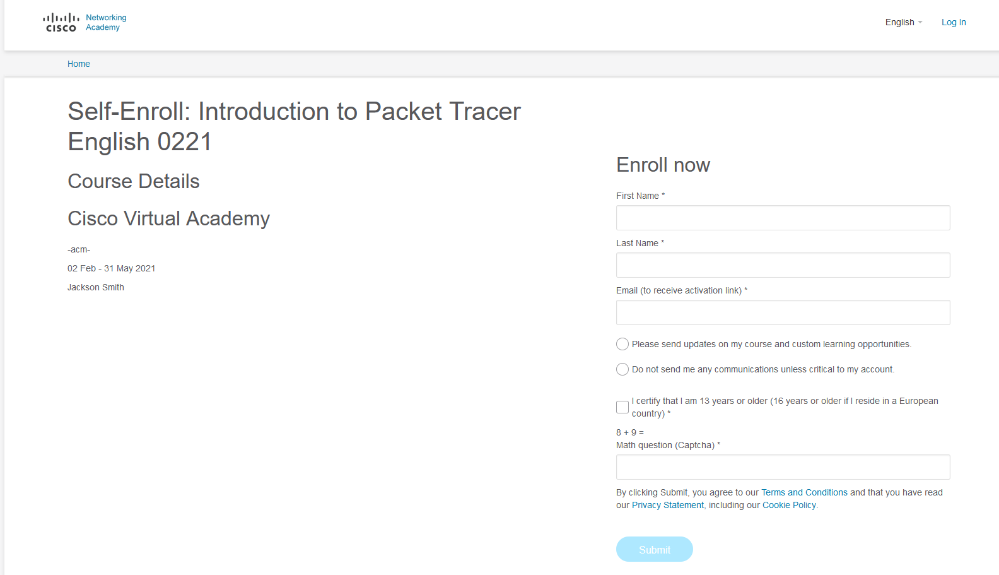 cisco
Networking
Academy
English
Log In
Home
Self-Enroll: Introduction to Packet Tracer
English 0221
Course Details
Cisco Virtual Academy
-acm-
02 Feb - 31 May 2021
Jackson Smith
Enroll now
First Name *
Last Name *
Email (to receive activation link) *
Please send updates on my course and custom learning opportunities.
Do not send me any communications unless critical to my account.
I certify that I am 13 years or older (16 years or older if I reside in a European
country) *
8 + 9 =
Math question (Captcha) *
By clicking Submit, you agree to our Terms and Conditions and that you have read
our Privacy Statement, including our Cookie Policy.
Submit